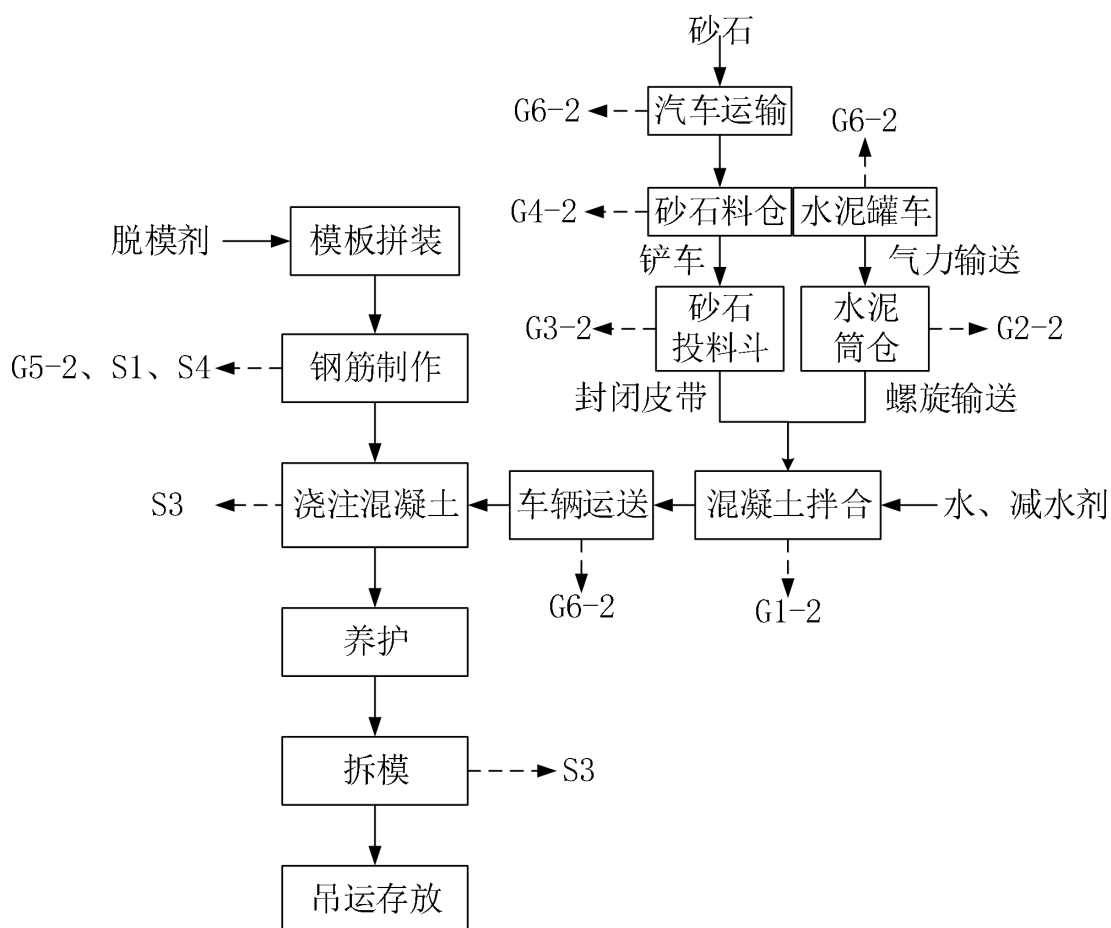 砂石
G6-2
汽车运输
G6-2
G4-2
砂石料仓
水泥罐车
脱模剂
模板拼装
铲车
气力输送
G3-2
砂石
投料斗
水泥
筒仓
G2-2
G5-2、S1、S4
钢筋制作
封闭皮带
螺旋输送
S3
浇注混凝土
车辆运送
混凝土拌合
水、减水剂
G6-2
G1-2
养护
拆模
S3
吊运存放